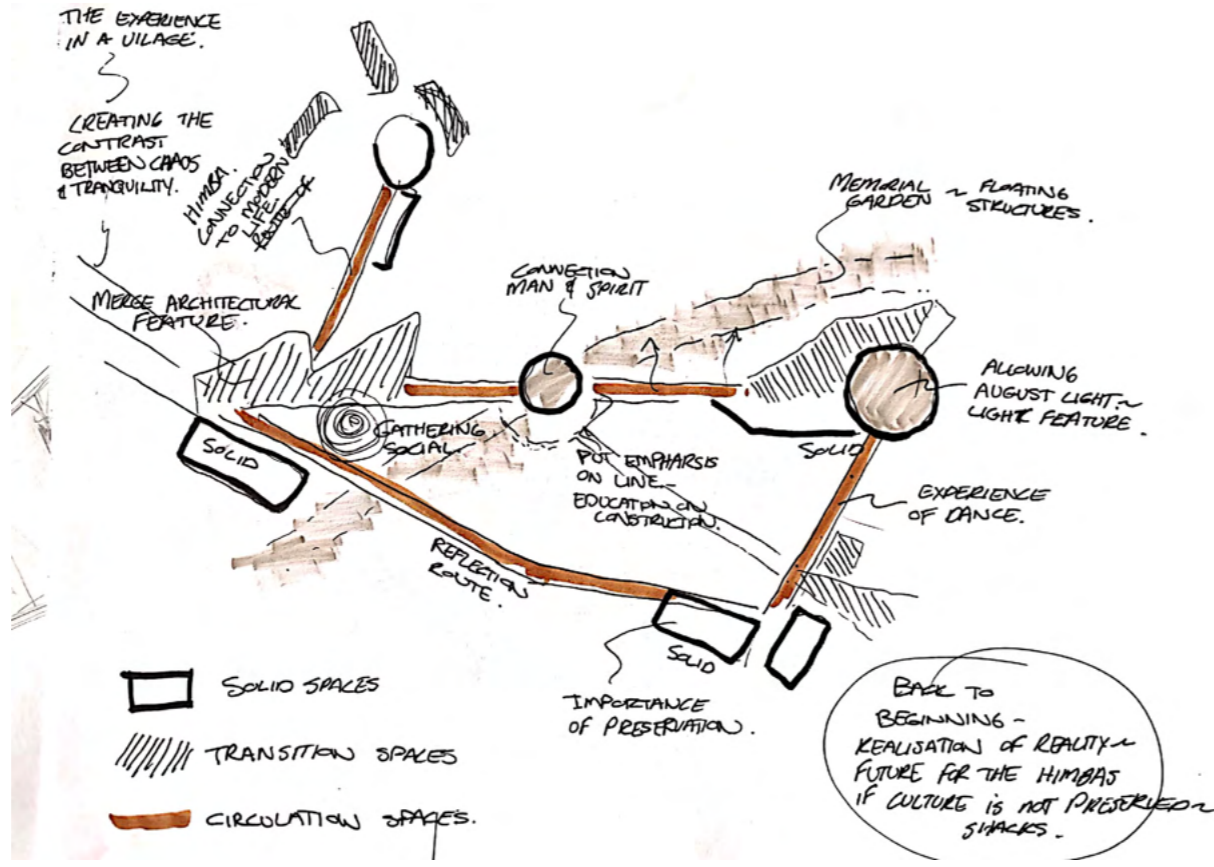 THE EXPERIENCE
IN A VILAGE.
CREATING THE
CONTRAST
BETWEEN CHAOS
& TRANQUILITY.
HIMBA.
CONNECTION
TO MODERN
LIFE.
ROUTE OF
MERGE ARCHITECTURAL
FEATURE.
CONNECTION
MAN & SPIRIT
MEMORIAL ~ FLOATING
GARDEN STRUCTURES.
ALLOWING
AUGUST LIGHT ~
LIGHT FEATURE.
GATHERING
SOCIAL.
SOLID
PUT EMPHARSIS
ON LINE -
EDUCATION ON
CONSTRUCTION.
SOLID
EXPERIENCE
OF DANCE.
REFLECTION
ROUTE.
SOLID
IMPORTANCE
OF PRESERVATION.
SOLID SPACES
TRANSITION SPACES
CIRCULATION SPACES.
BACK TO
BEGINNING ~
REALISATION OF REALITY ~
FUTURE FOR THE HIMBAS
IF CULTURE IS NOT PRESERVED ~
SHACKS.